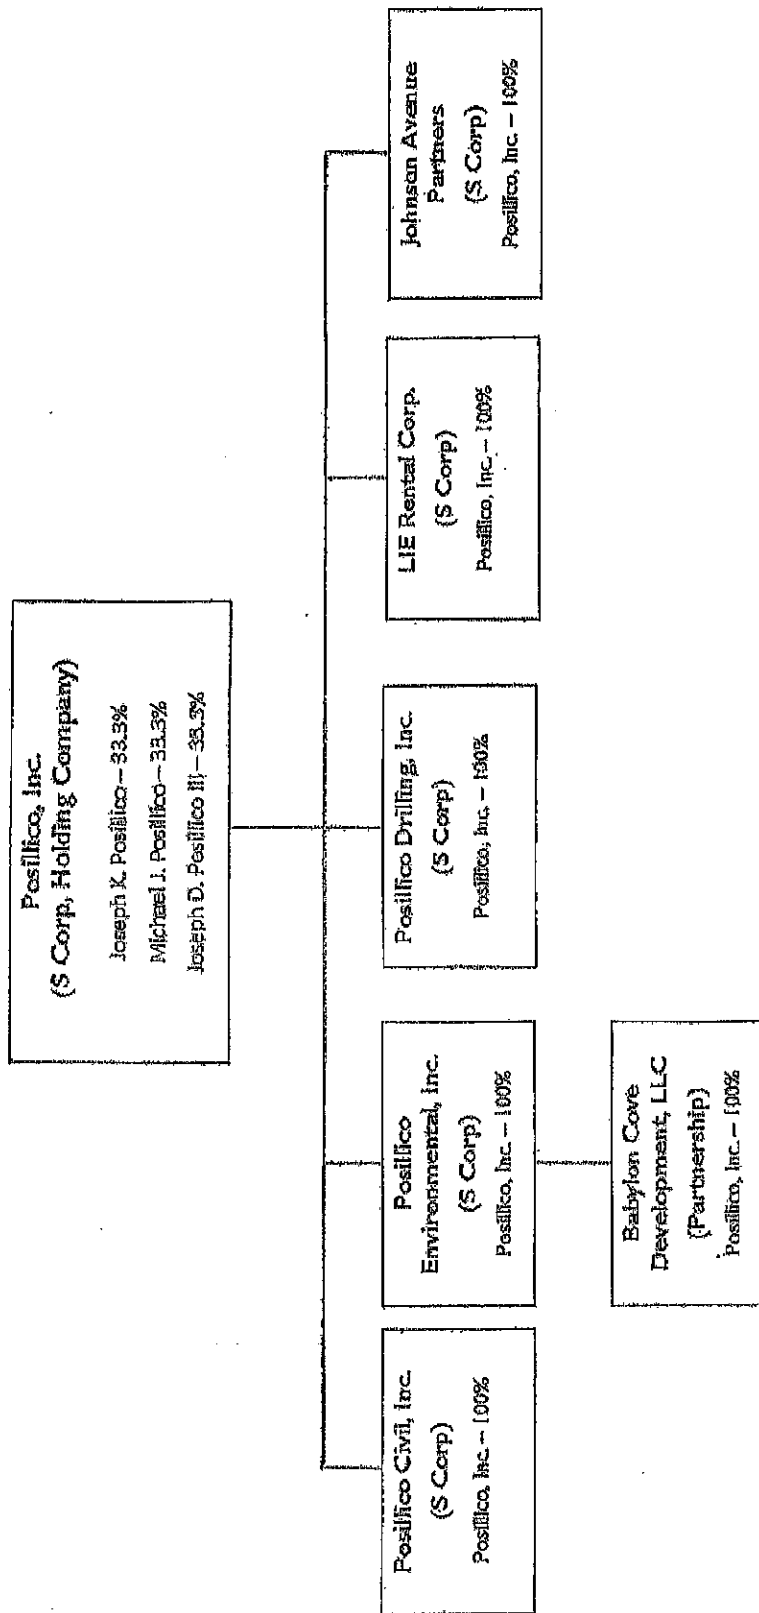 Posillico, Inc.
(S Corp, Holding Company)
Joseph K. Posillico – 33.3%
Michael J. Posillico – 33.3%
Joseph D. Posillico III – 33.3%
Posillico Civil, Inc.
(S Corp)
Posillico, Inc. – 100%
Posillico
Environmental, Inc.
(S Corp)
Posillico, Inc. – 100%
Posillico Drilling, Inc.
(S Corp)
Posillico, Inc. – 100%
LIE Rental Corp.
(S Corp)
Posillico, Inc. – 100%
Johnson Avenue
Partners
(S Corp)
Posillico, Inc. – 100%
Babylon Cove
Development, LLC
(Partnership)
Posillico, Inc. – 100%